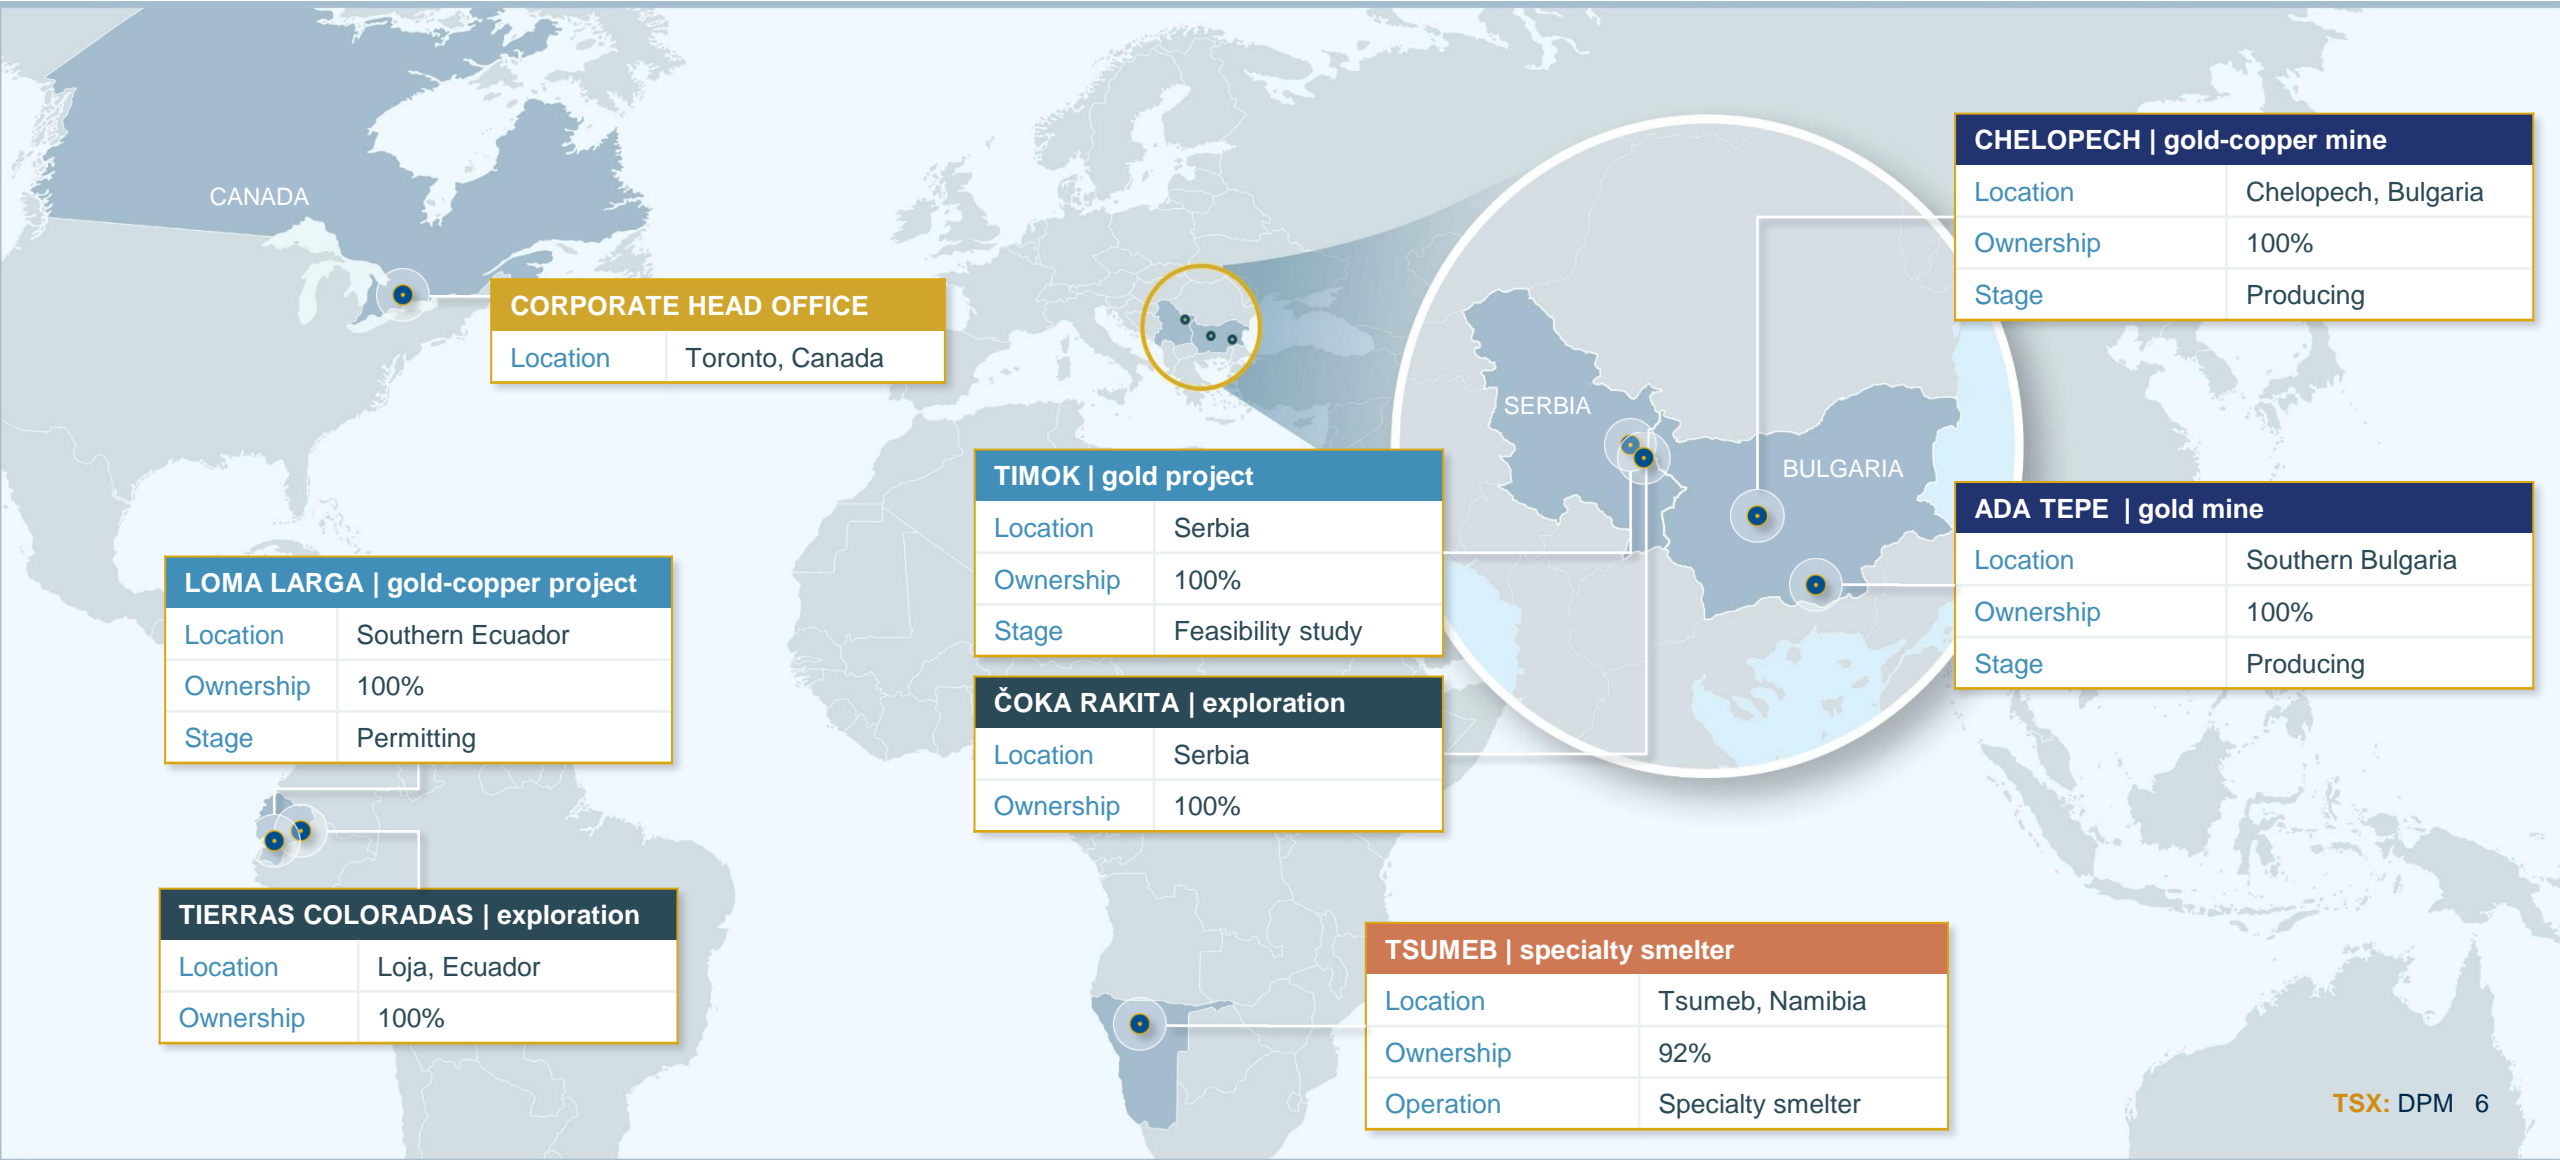 CANADA
CORPORATE HEAD OFFICE
Location Toronto, Canada
LOMA LARGA | gold-copper project
Location Southern Ecuador
Ownership 100%
Stage Permitting
TIERRAS COLORADAS | exploration
Location Loja, Ecuador
Ownership 100%
TIMOK | gold project
Location Serbia
Ownership 100%
Stage Feasibility study
ČOKA RAKITA | exploration
Location Serbia
Ownership 100%
SERBIA
BULGARIA
CHELOPECH | gold-copper mine
Location Chelopech, Bulgaria
Ownership 100%
Stage Producing
ADA TEPE | gold mine
Location Southern Bulgaria
Ownership 100%
Stage Producing
TSUMEB | specialty smelter
Location Tsumeb, Namibia
Ownership 92%
Operation Specialty smelter
TSX: DPM 6